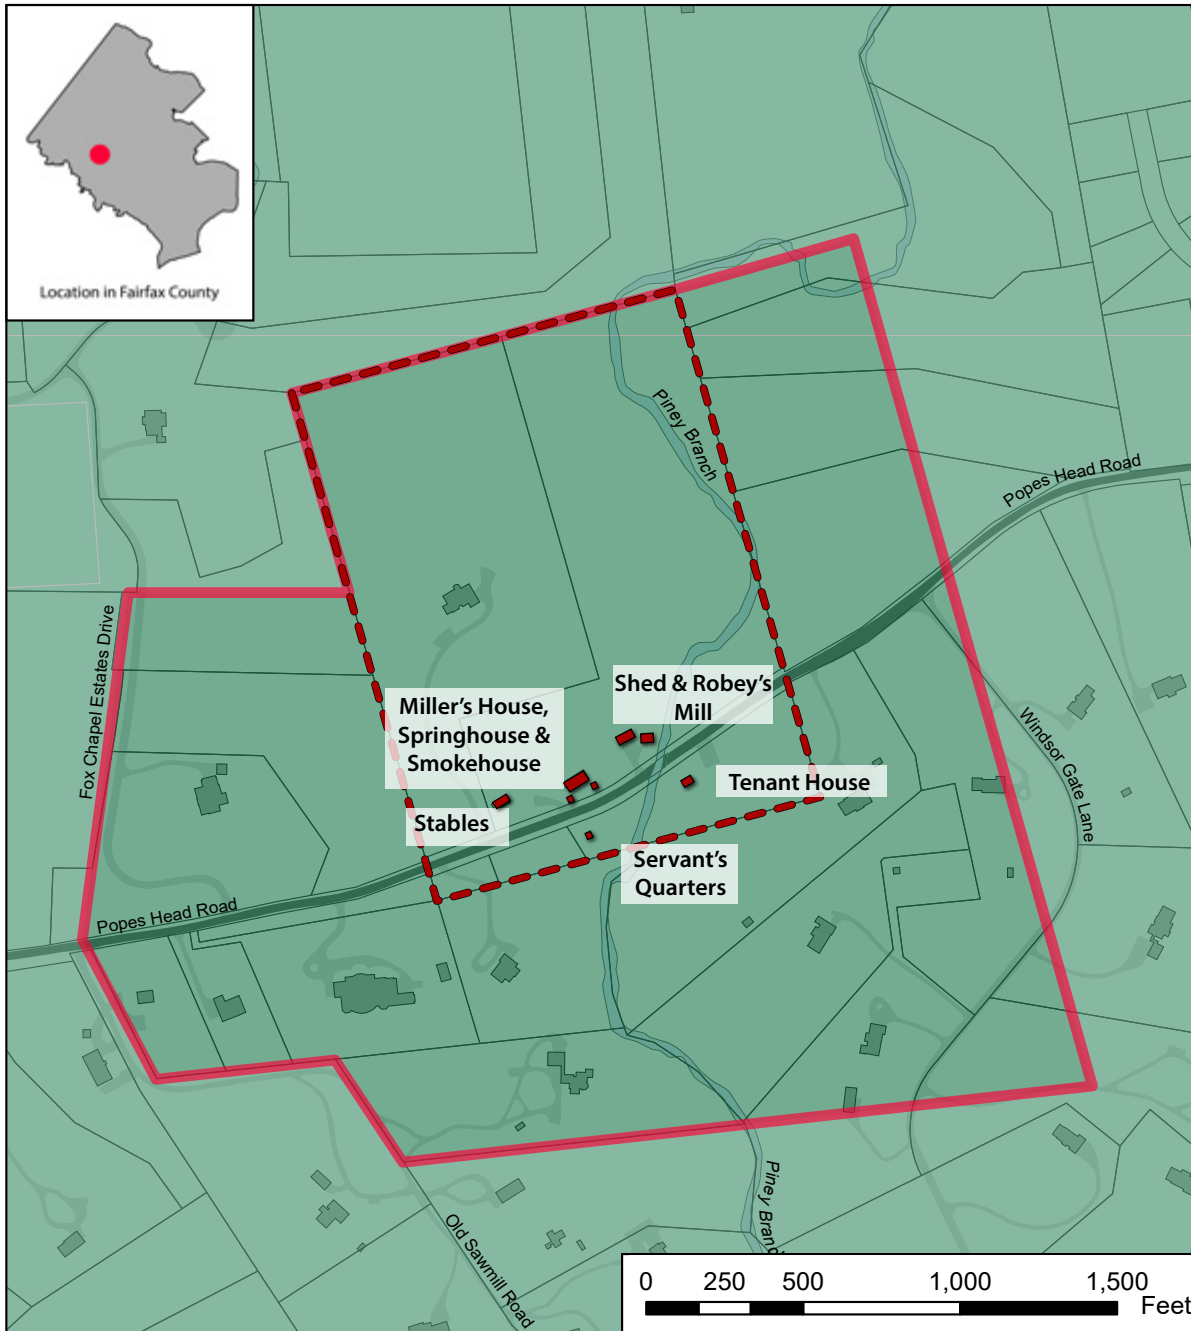 Location in Fairfax County
Piney Branch
Popes Head Road
Fox Chapel Estates Drive
Shed & Robey's
Mill
Miller's House,
Springhouse &
Smokehouse
Windsor Gate Lane
Tenant House
Stables
Servant's
Quarters
Popes Head Road
Piney Branch
Old Sawmill Road
0 250 500 1,000 1,500
Feet